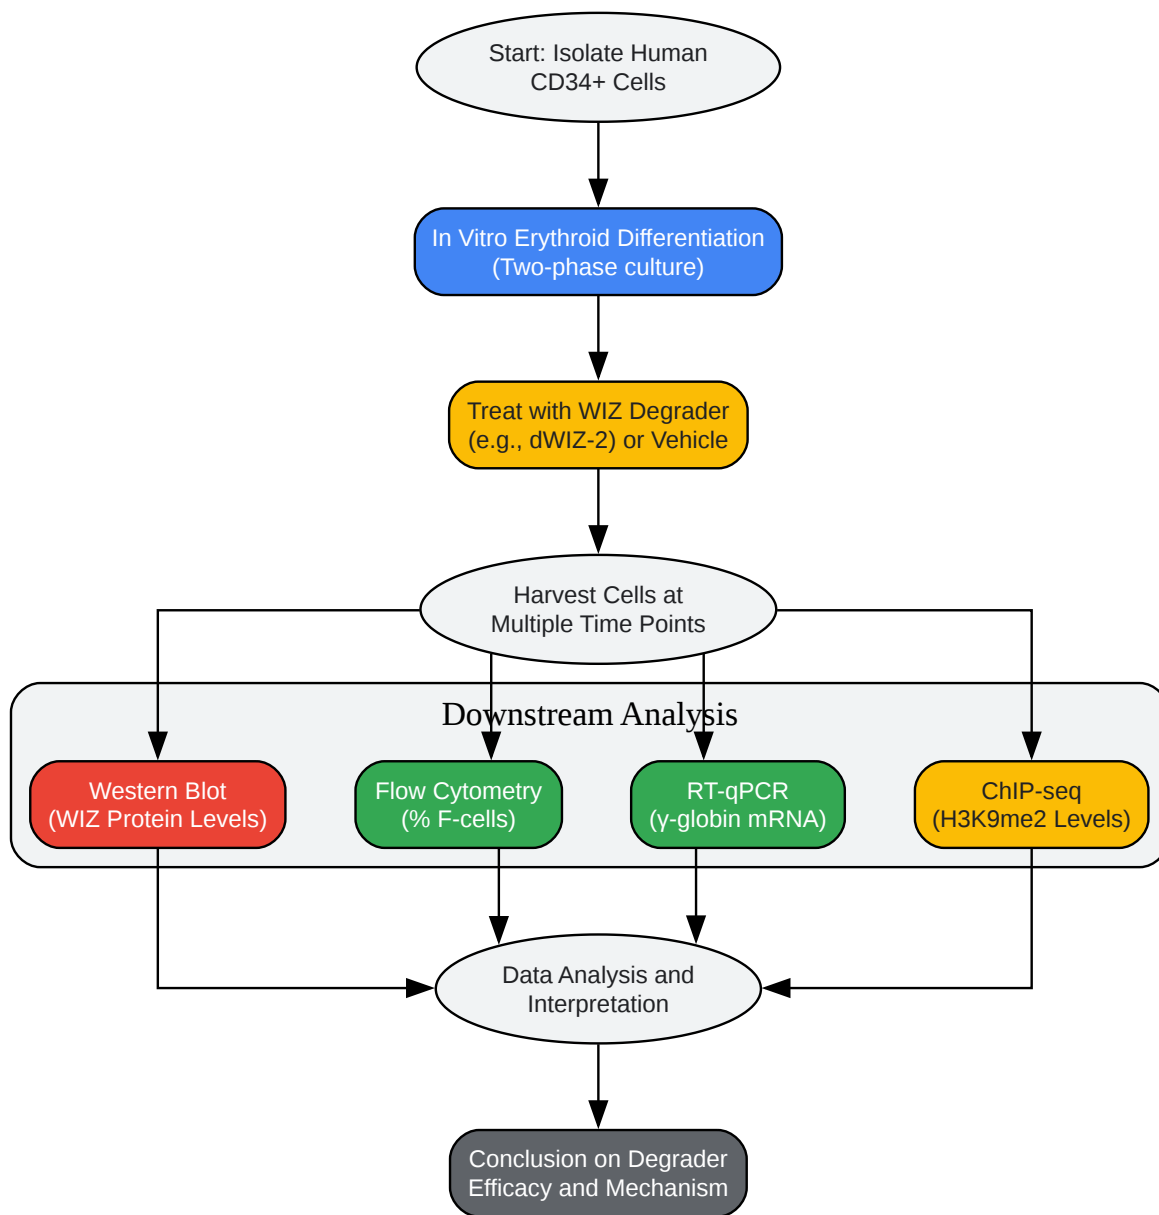 Start: Isolate Human
CD34+ Cells
In Vitro Erythroid Differentiation
(Two-phase culture)
Treat with WIZ Degrader
(e.g., dWIZ-2) or Vehicle
Harvest Cells at
Multiple Time Points
Downstream Analysis
Western Blot
(WIZ Protein Levels)
Flow Cytometry
(% F-cells)
RT-qPCR
(γ-globin mRNA)
ChIP-seq
(H3K9me2 Levels)
Data Analysis and
Interpretation
Conclusion on Degrader
Efficacy and Mechanism